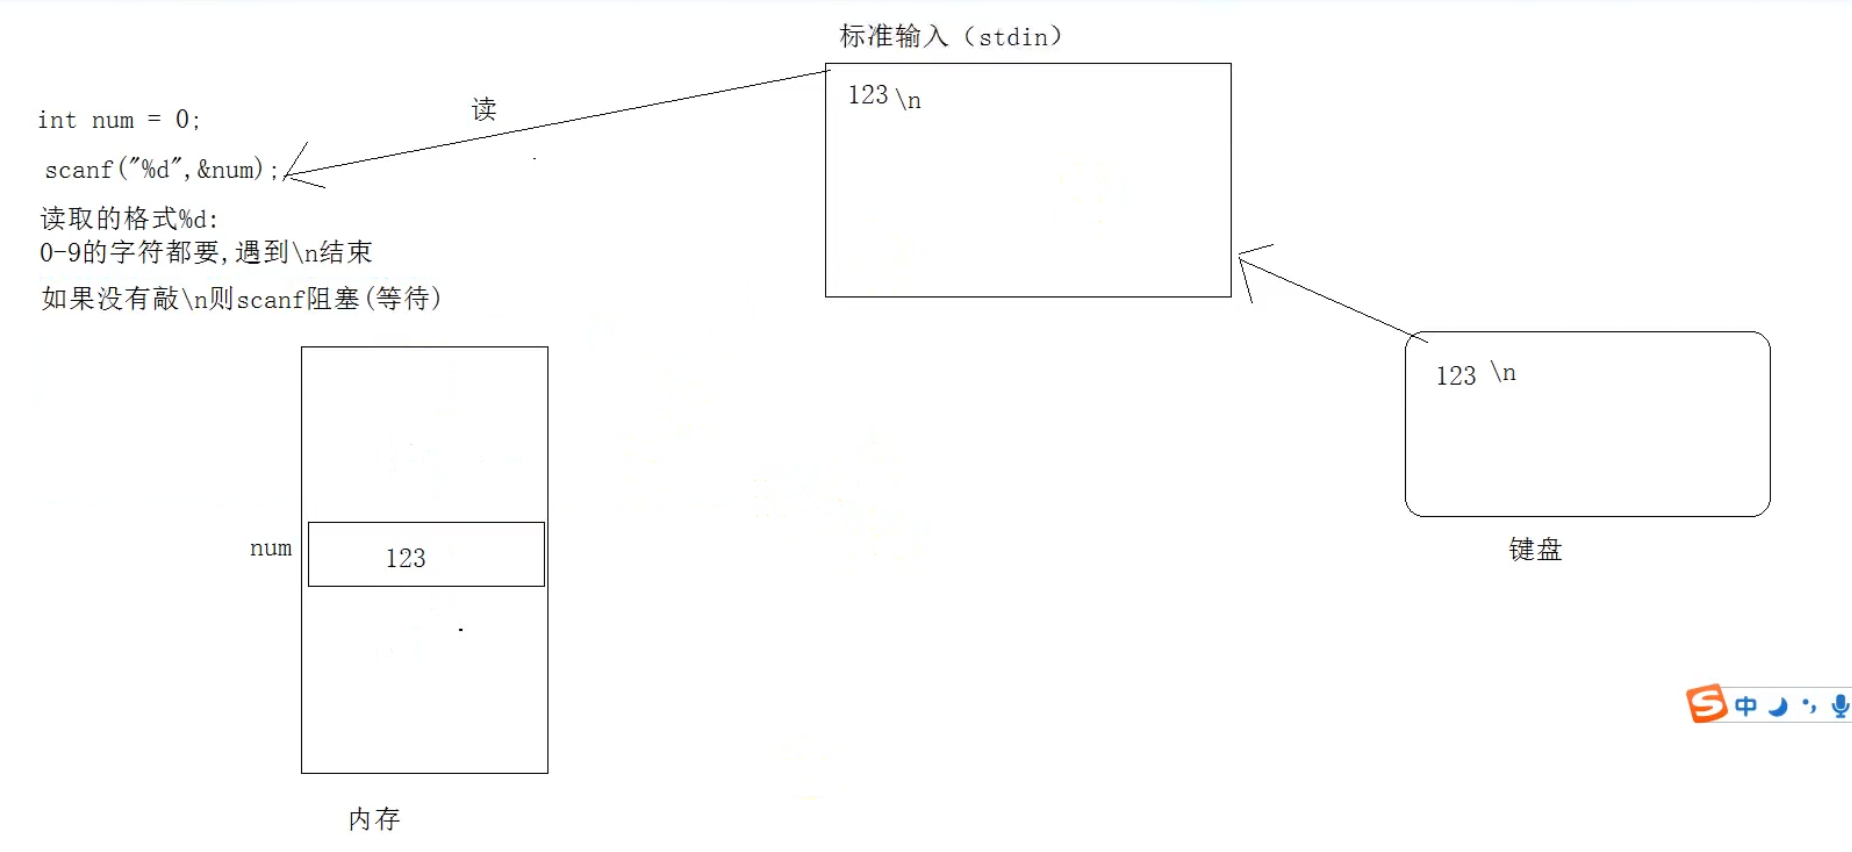 标准输入（stdin）
123\n
读
int num = 0;
scanf("%d",&num);
读取的格式%d:
0-9的字符都要,遇到\n结束
如果没有敲\n则scanf阻塞(等待)
123 \n
键盘
num
123
内存
S中